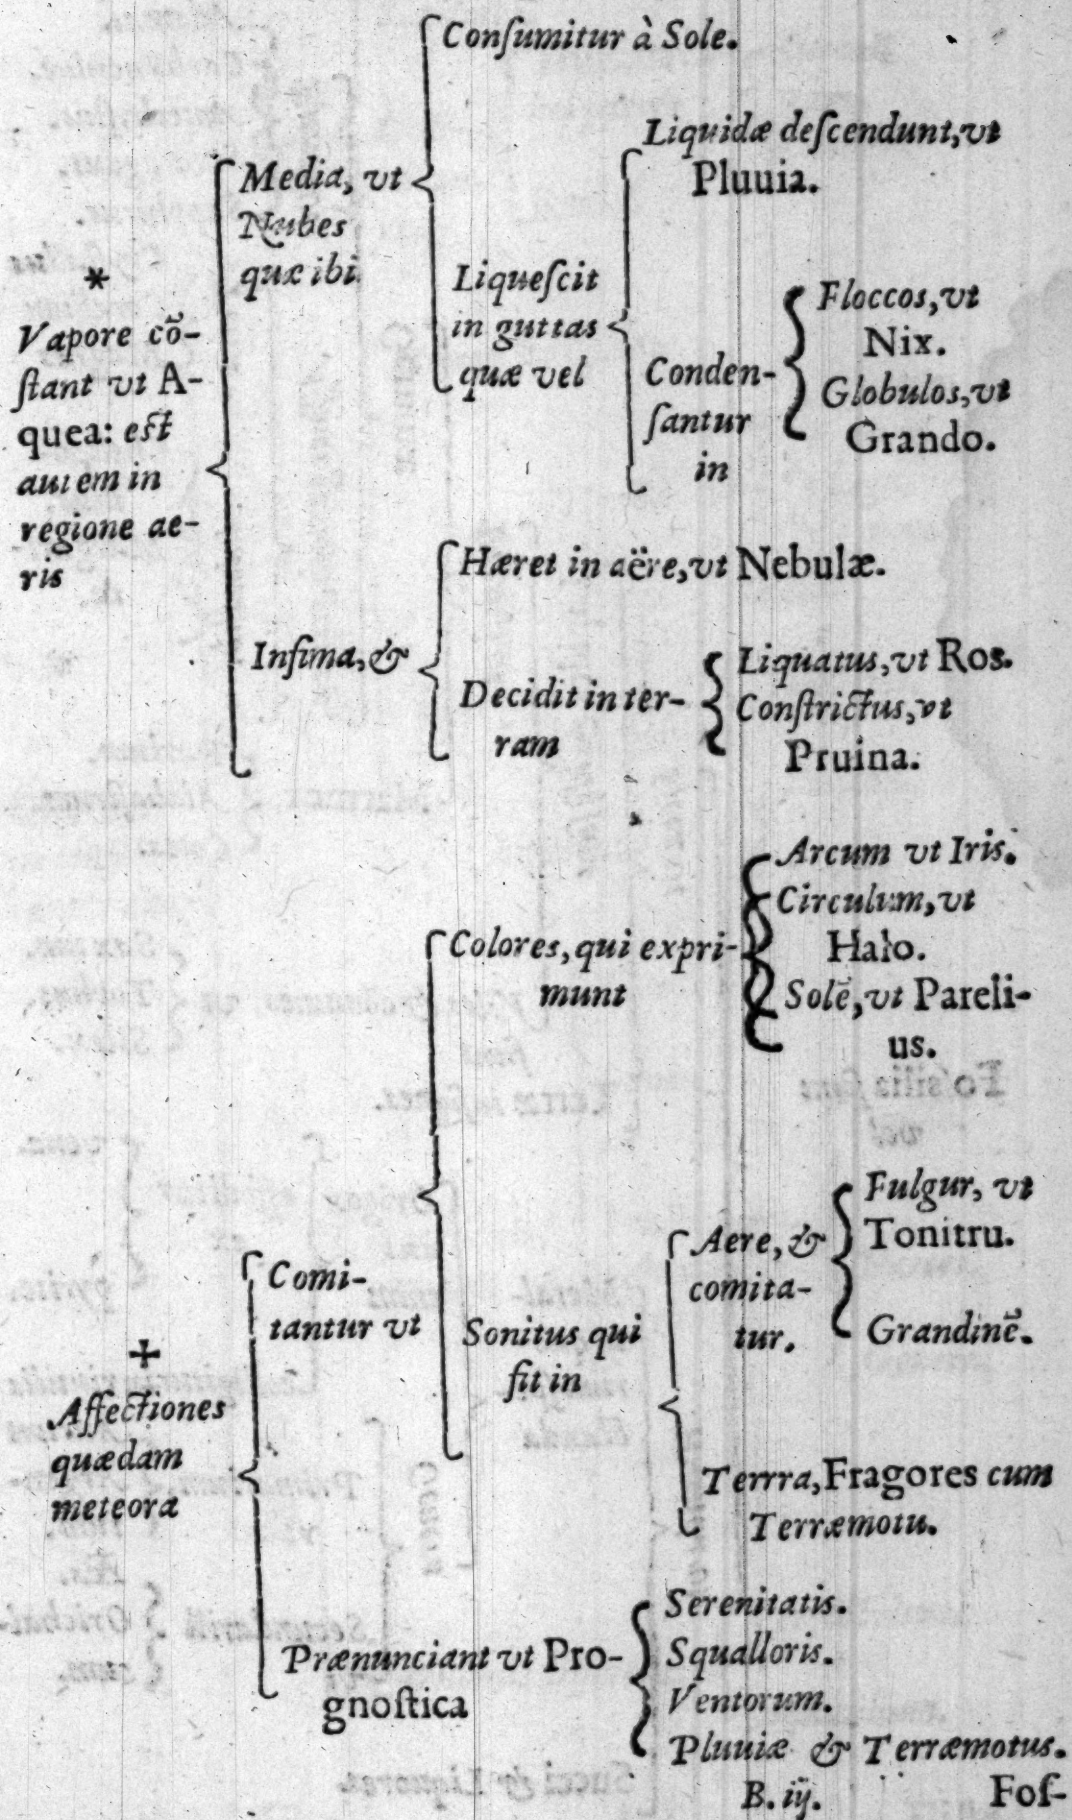 Conſumitur à Sole.
Liquidæ deſcendunt, vt
Pluuia.
Media, vt
Nubes
quæ ibi
Liqueſcit
in guttas
quæ vel
Floccos, vt
Nix.
Globulos, vt
Grando.
Conden-
ſantur
in
*
Vapore cõ-
ſtant vt A-
quea: eſt
autem in
regione ae-
ris
Hæret in aëre, vt Nebulæ.
Infima, &
Decidit in ter-
ram
Liquatus, vt Ros.
Conſtrictus, vt
Pruina.
Arcum vt Iris.
Circulum, vt
Halo.
Solē, vt Pareli-
us.
Colores, qui expri-
munt
Fulgur, vt
Tonitru.
Grandinē.
Aere, &
comita-
tur.
Comi-
tantur vt
Sonitus qui
fit in
+
Affectiones
quædam
meteora
Terrra, Fragores cum
Terræmotu.
Serenitatis.
Squalloris.
Ventorum.
Pluuiæ & Terræmotus.
Prænunciant vt Pro-
gnoſtica
B. iij. Foſ-